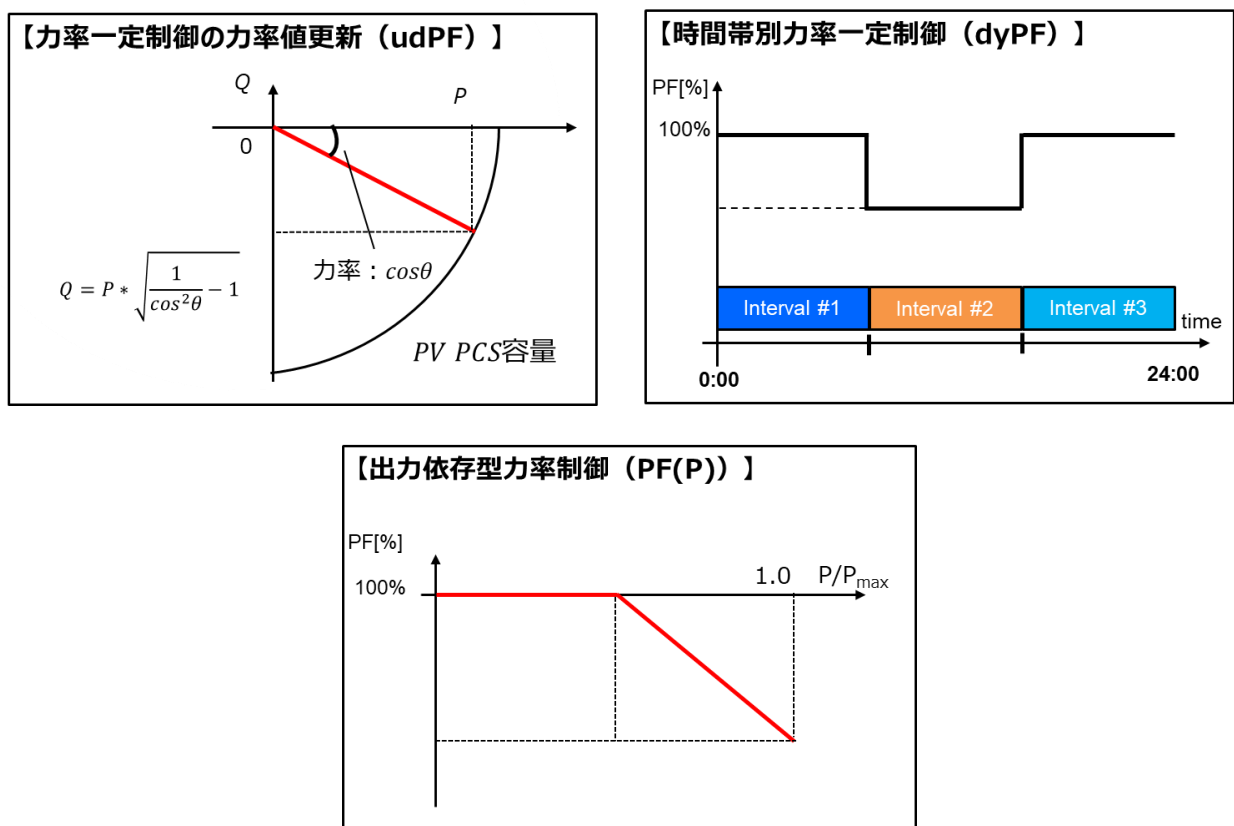 【力率一定制御の力率値更新（udPF）】
Q
P
0
力率：cosθ
Q = P * √(1/cos²θ − 1)
PV PCS容量
【時間帯別力率一定制御（dyPF）】
PF[%]
100%
Interval #1 Interval #2 Interval #3
time
0:00 24:00
【出力依存型力率制御（PF(P)）】
PF[%]
1.0 P/Pmax
100%